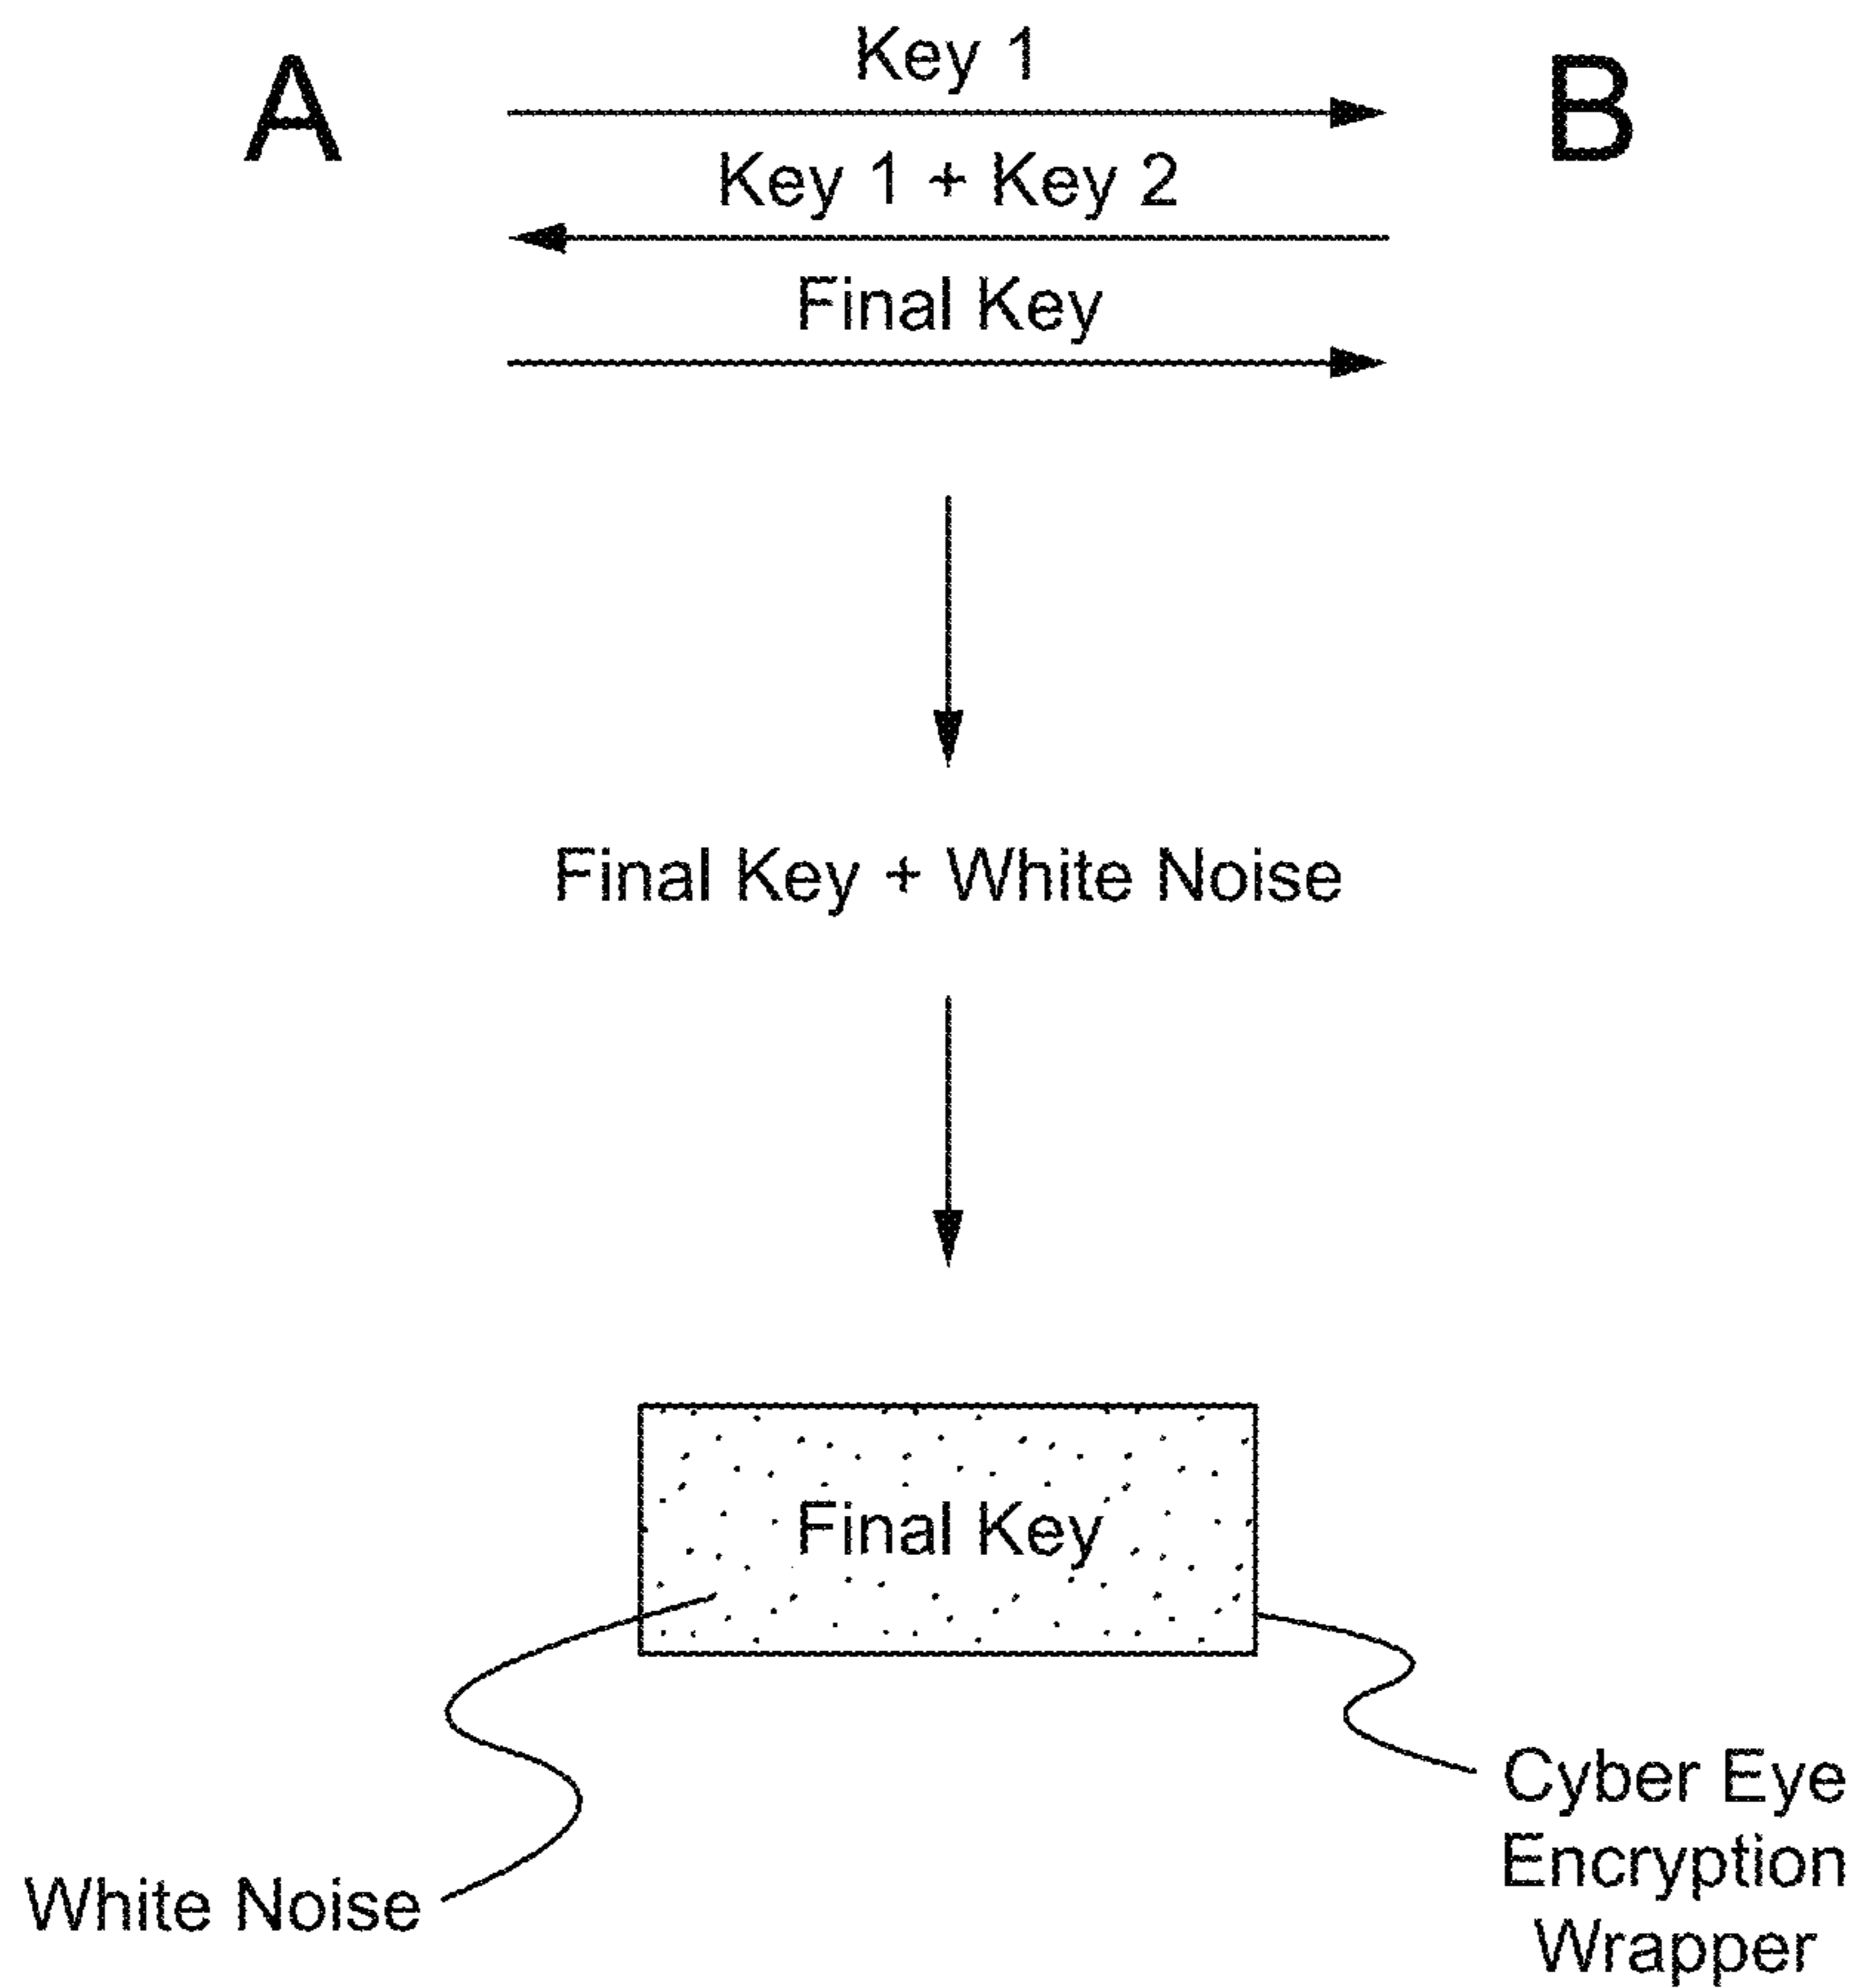 A
Key 1
B
Key 1 + Key 2
Final Key
Final Key + White Noise
Final Key
Cyber Eye
Encryption
Wrapper
White Noise